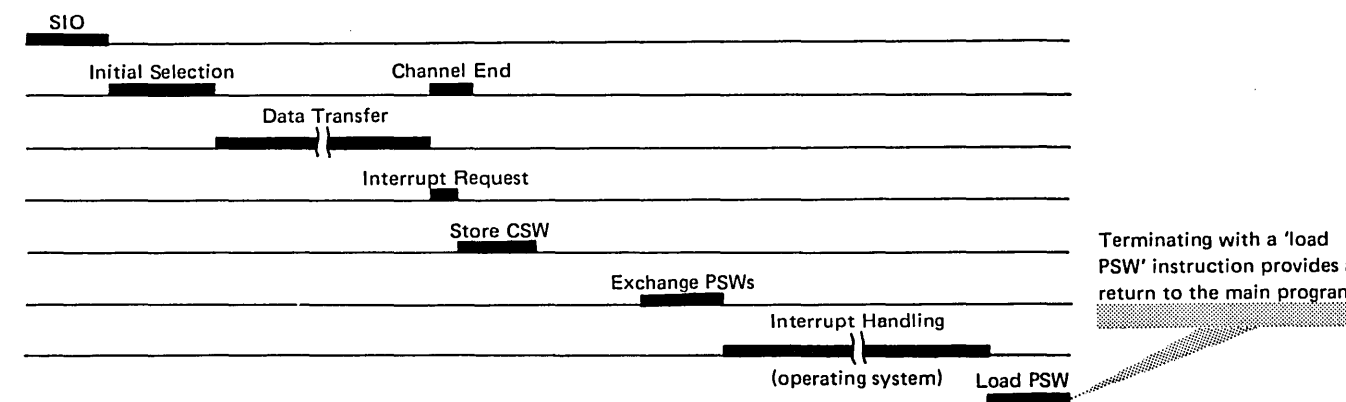 SIO
Initial Selection
Channel End
Data Transfer
Interrupt Request
Store CSW
Exchange PSWs
Interrupt Handling
(operating system)
Load PSW
Terminating with a 'load
PSW' instruction provides
return to the main